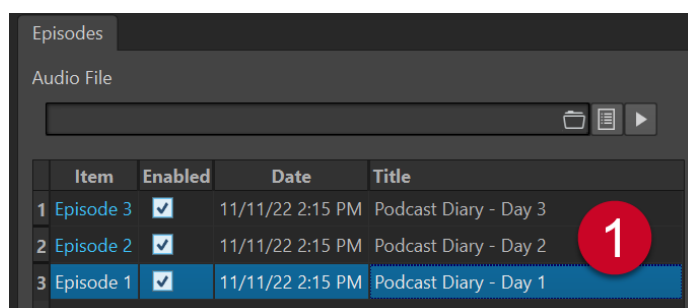 Episodes
Audio File
Item Enabled Date Title
1 Episode 3 11/11/22 2:15 PM Podcast Diary - Day 3
2 Episode 2 11/11/22 2:15 PM Podcast Diary - Day 2
3 Episode 1 11/11/22 2:15 PM Podcast Diary - Day 1
1